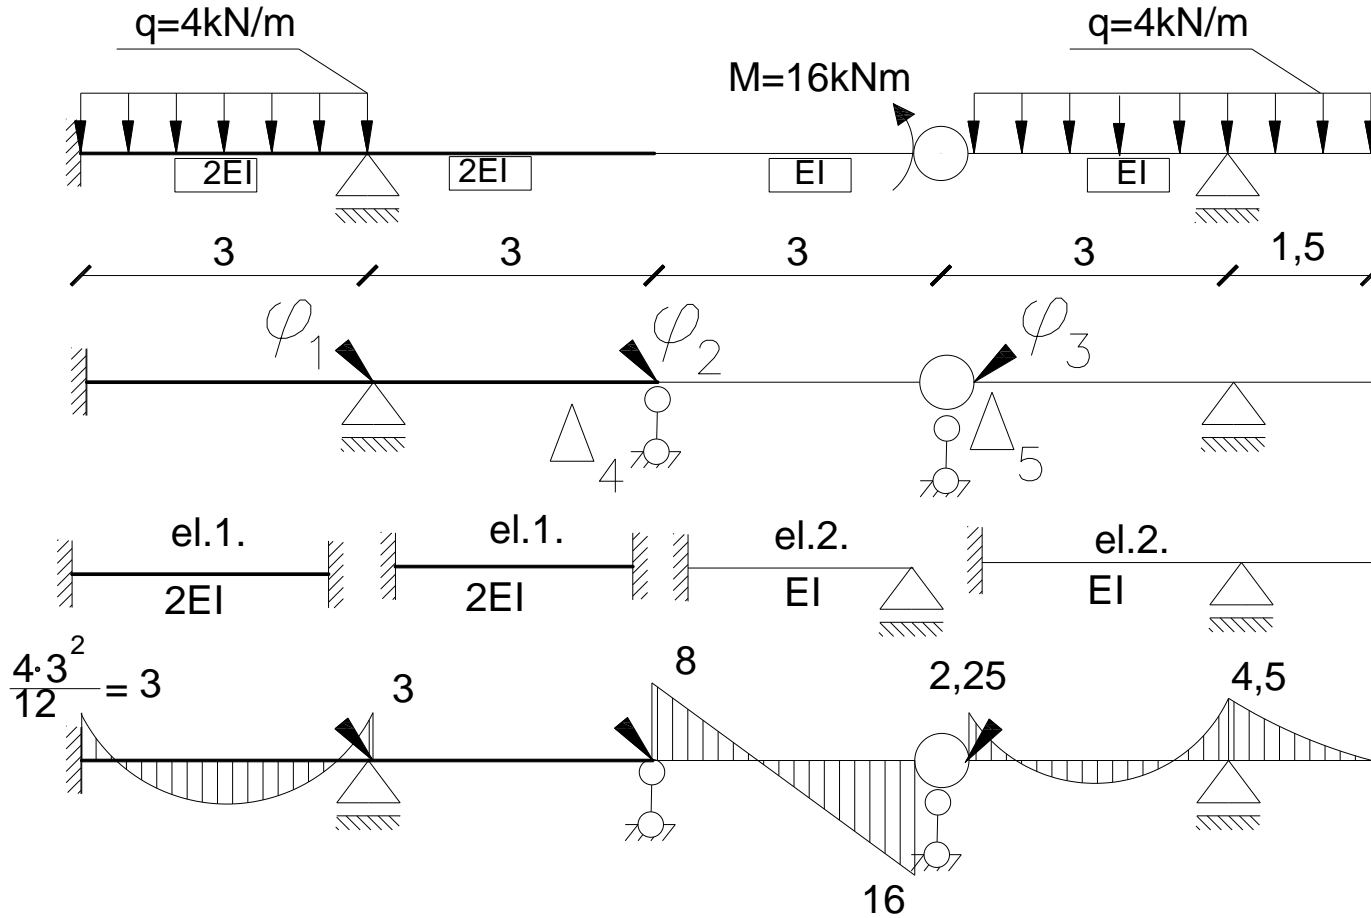 q=4kN/m
q=4kN/m
M=16kNm
2EI
2EI
EI
EI
3
3
3
3
1,5
φ1
φ2
φ3
Δ4
Δ5
el.1.
el.1.
el.2.
el.2.
2EI
2EI
EI
EI
4·3²/12 = 3
3
8
2,25
4,5
16